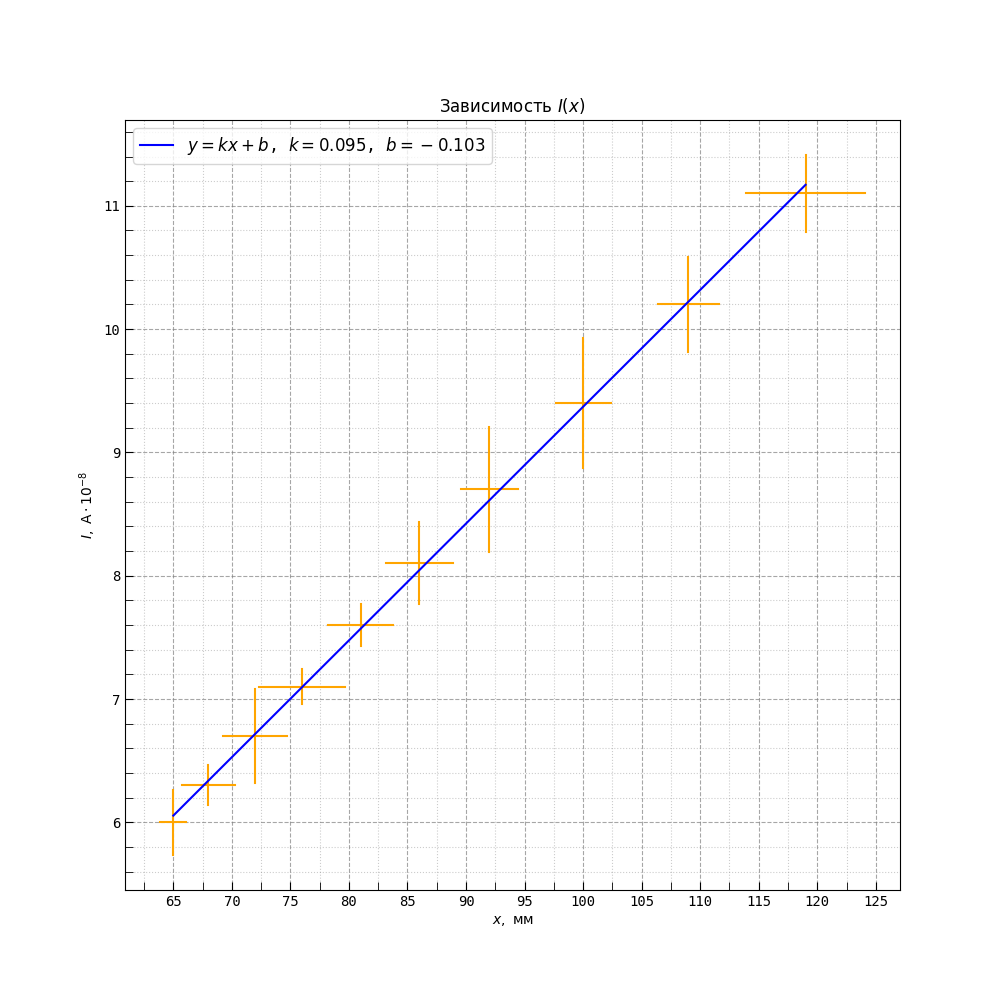 Зависимость I(x)
y = kx + b, k = 0.095, b = −0.103
I, А · 10⁻⁸
11
10
9
8
7
6
65 70 75 80 85 90 95 100 105 110 115 120 125
x, мм